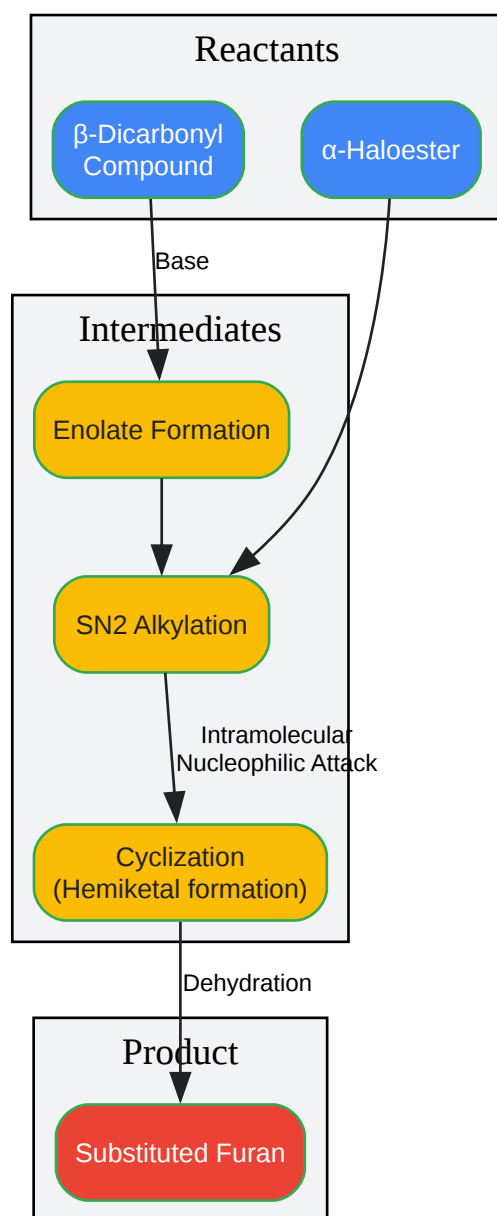 Reactants
β-Dicarbonyl
Compound
α-Haloester
Base
Intermediates
Enolate Formation
SN2 Alkylation
Intramolecular
Nucleophilic Attack
Cyclization
(Hemiketal formation)
Dehydration
Product
Substituted Furan